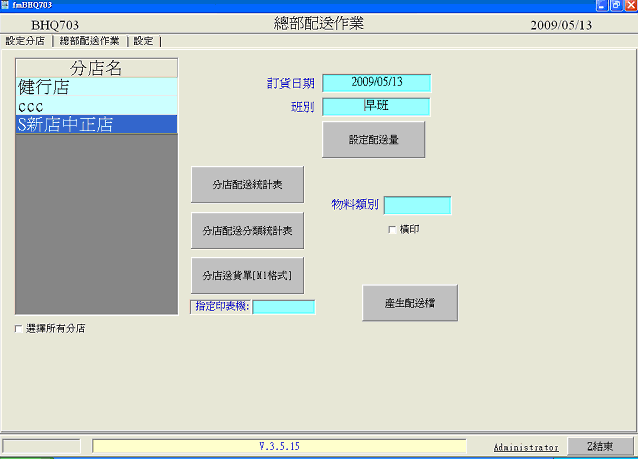 fmBHQ703
BHQ703 總部配送作業 2009/05/13
設定分店 | 總部配送作業 | 設定 |
分店名
健行店
ccc
S新店中正店
訂貨日期 2009/05/13
班別 早班
設定配送量
分店配送統計表
物料類別
分店配送分類統計表
橫印
分店送貨單[M1格式]
指定印表機:
產生配送檔
選擇所有分店
V.3.5.15
Administrator
Z結束